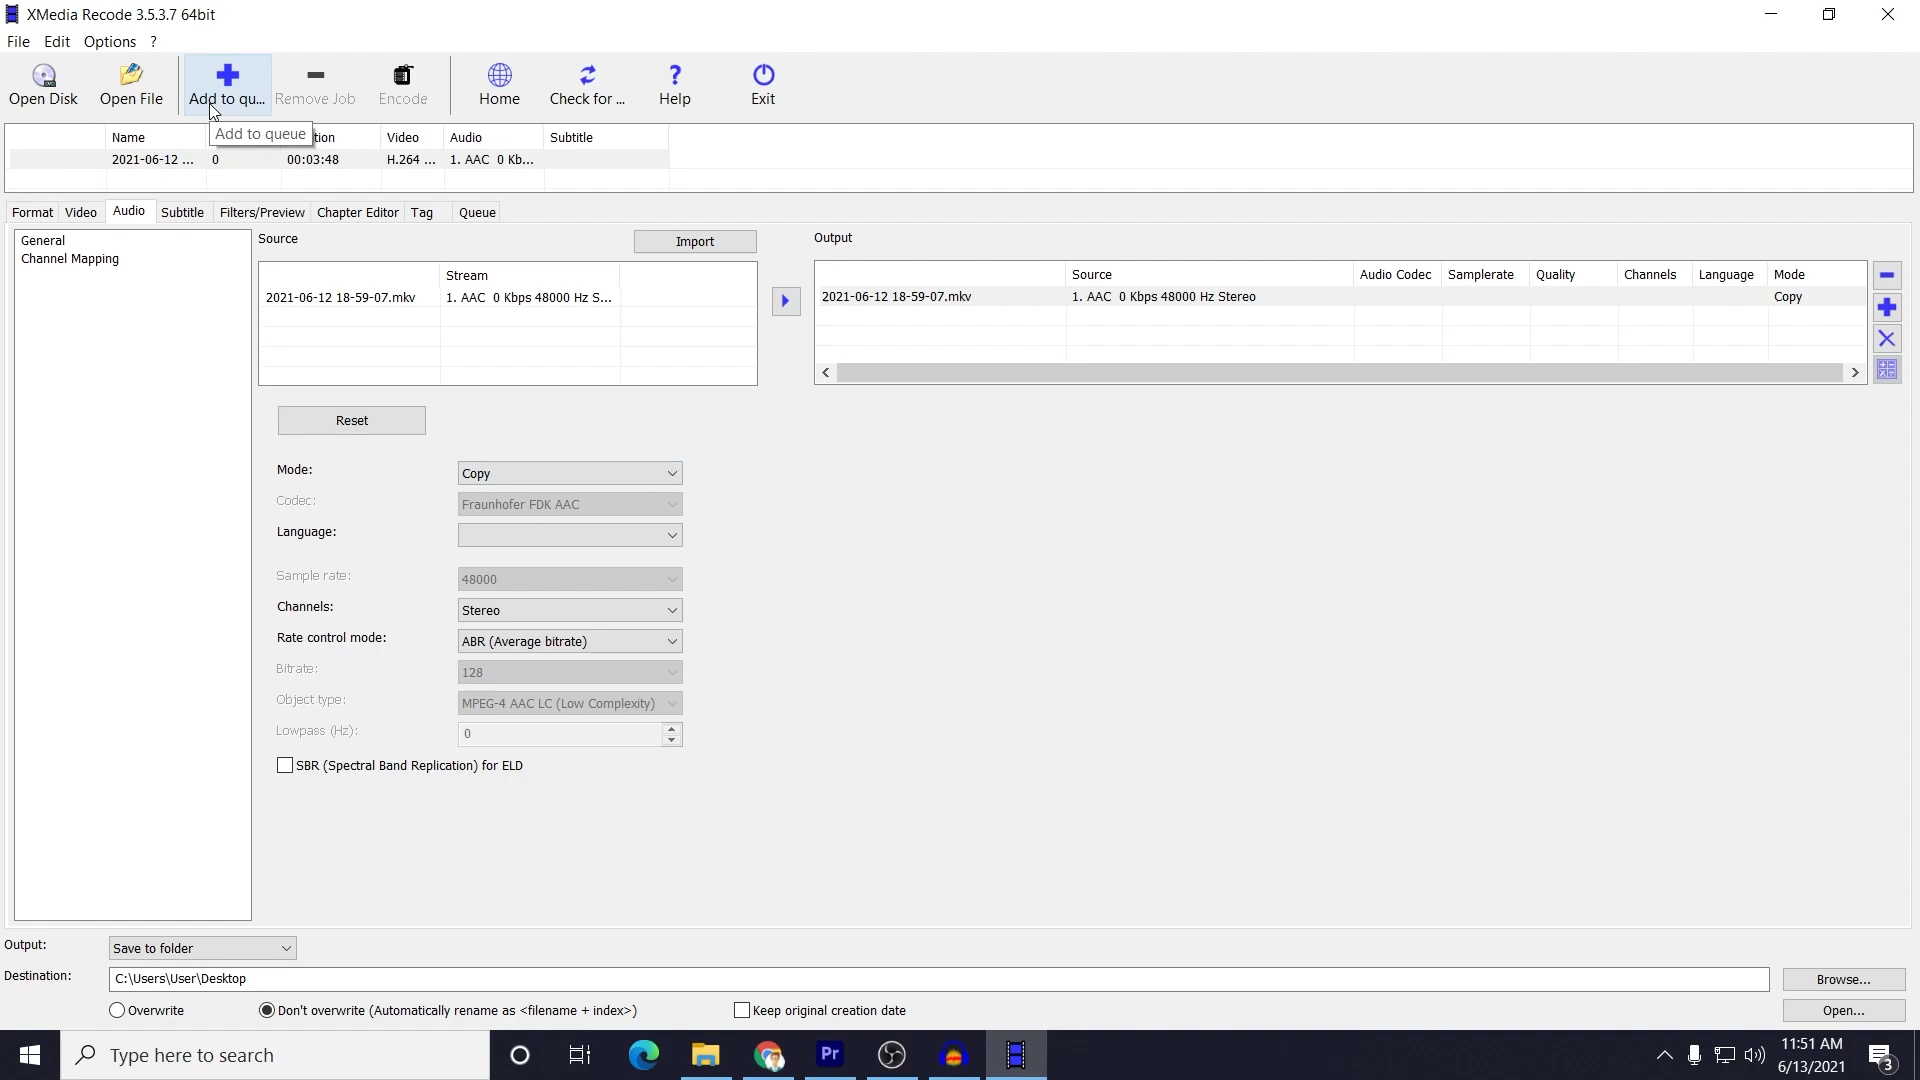 XMedia Recode 3.5.3.7 64bit
File Edit Options ?
Open Disk Open File Add to qu... Remove Job Encode Home Check for ... Help Exit
Add to queue
Name tion Video Audio Subtitle
2021-06-12 ... 0 00:03:48 H.264 ... 1. AAC 0 Kb...
Format Video Audio Subtitle Filters/Preview Chapter Editor Tag Queue
General
Channel Mapping
Source Import Output
Stream
2021-06-12 18-59-07.mkv 1. AAC 0 Kbps 48000 Hz S...
Source Audio Codec Samplerate Quality Channels Language Mode
2021-06-12 18-59-07.mkv 1. AAC 0 Kbps 48000 Hz Stereo Copy
Reset
Mode: Copy
Codec: Fraunhofer FDK AAC
Language:
Sample rate: 48000
Channels: Stereo
Rate control mode: ABR (Average bitrate)
Bitrate: 128
Object type: MPEG-4 AAC LC (Low Complexity)
Lowpass (Hz): 0
SBR (Spectral Band Replication) for ELD
Output: Save to folder
Destination: C:\Users\User\Desktop Browse...
Overwrite Don't overwrite (Automatically rename as <filename + index>) Keep original creation date Open...
Type here to search
Pr
11:51 AM
6/13/2021
3